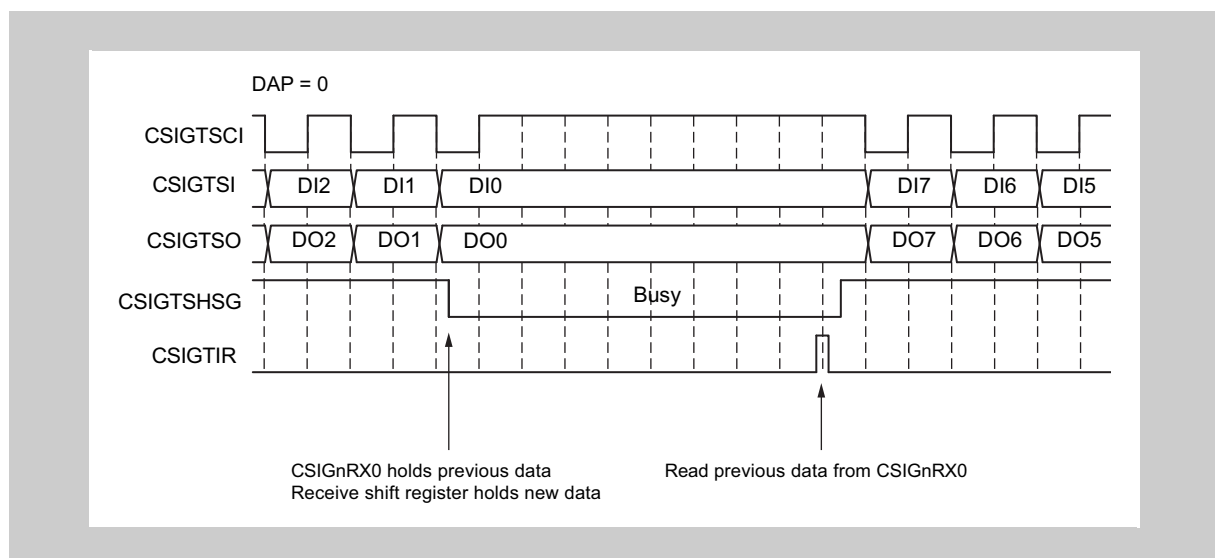 DAP = 0
CSIGTSCI
CSIGTSI DI2 DI1 DI0 DI7 DI6 DI5
CSIGTSO DO2 DO1 DO0 DO7 DO6 DO5
CSIGTSHSG Busy
CSIGTIR
CSIGnRX0 holds previous data Read previous data from CSIGnRX0
Receive shift register holds new data